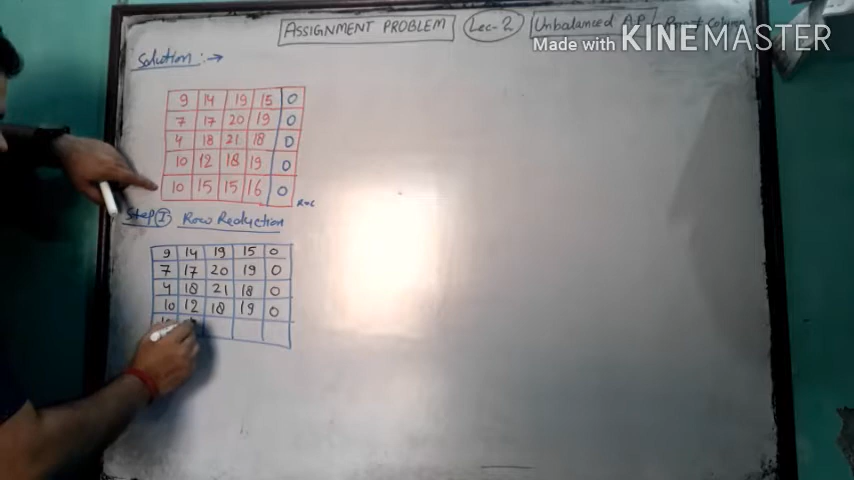 ASSIGNMENT PROBLEM Lec-2 Unbalanced A.P
Made with KINEMASTER
Solution :→
9 14 19 15 0
7 17 20 19 0
4 18 21 18 0
10 12 18 19 0
10 15 15 16 0
R≠C
Step I Row Reduction
9 14 19 15 0
7 17 20 19 0
4 18 21 18 0
10 12 18 19 0
10